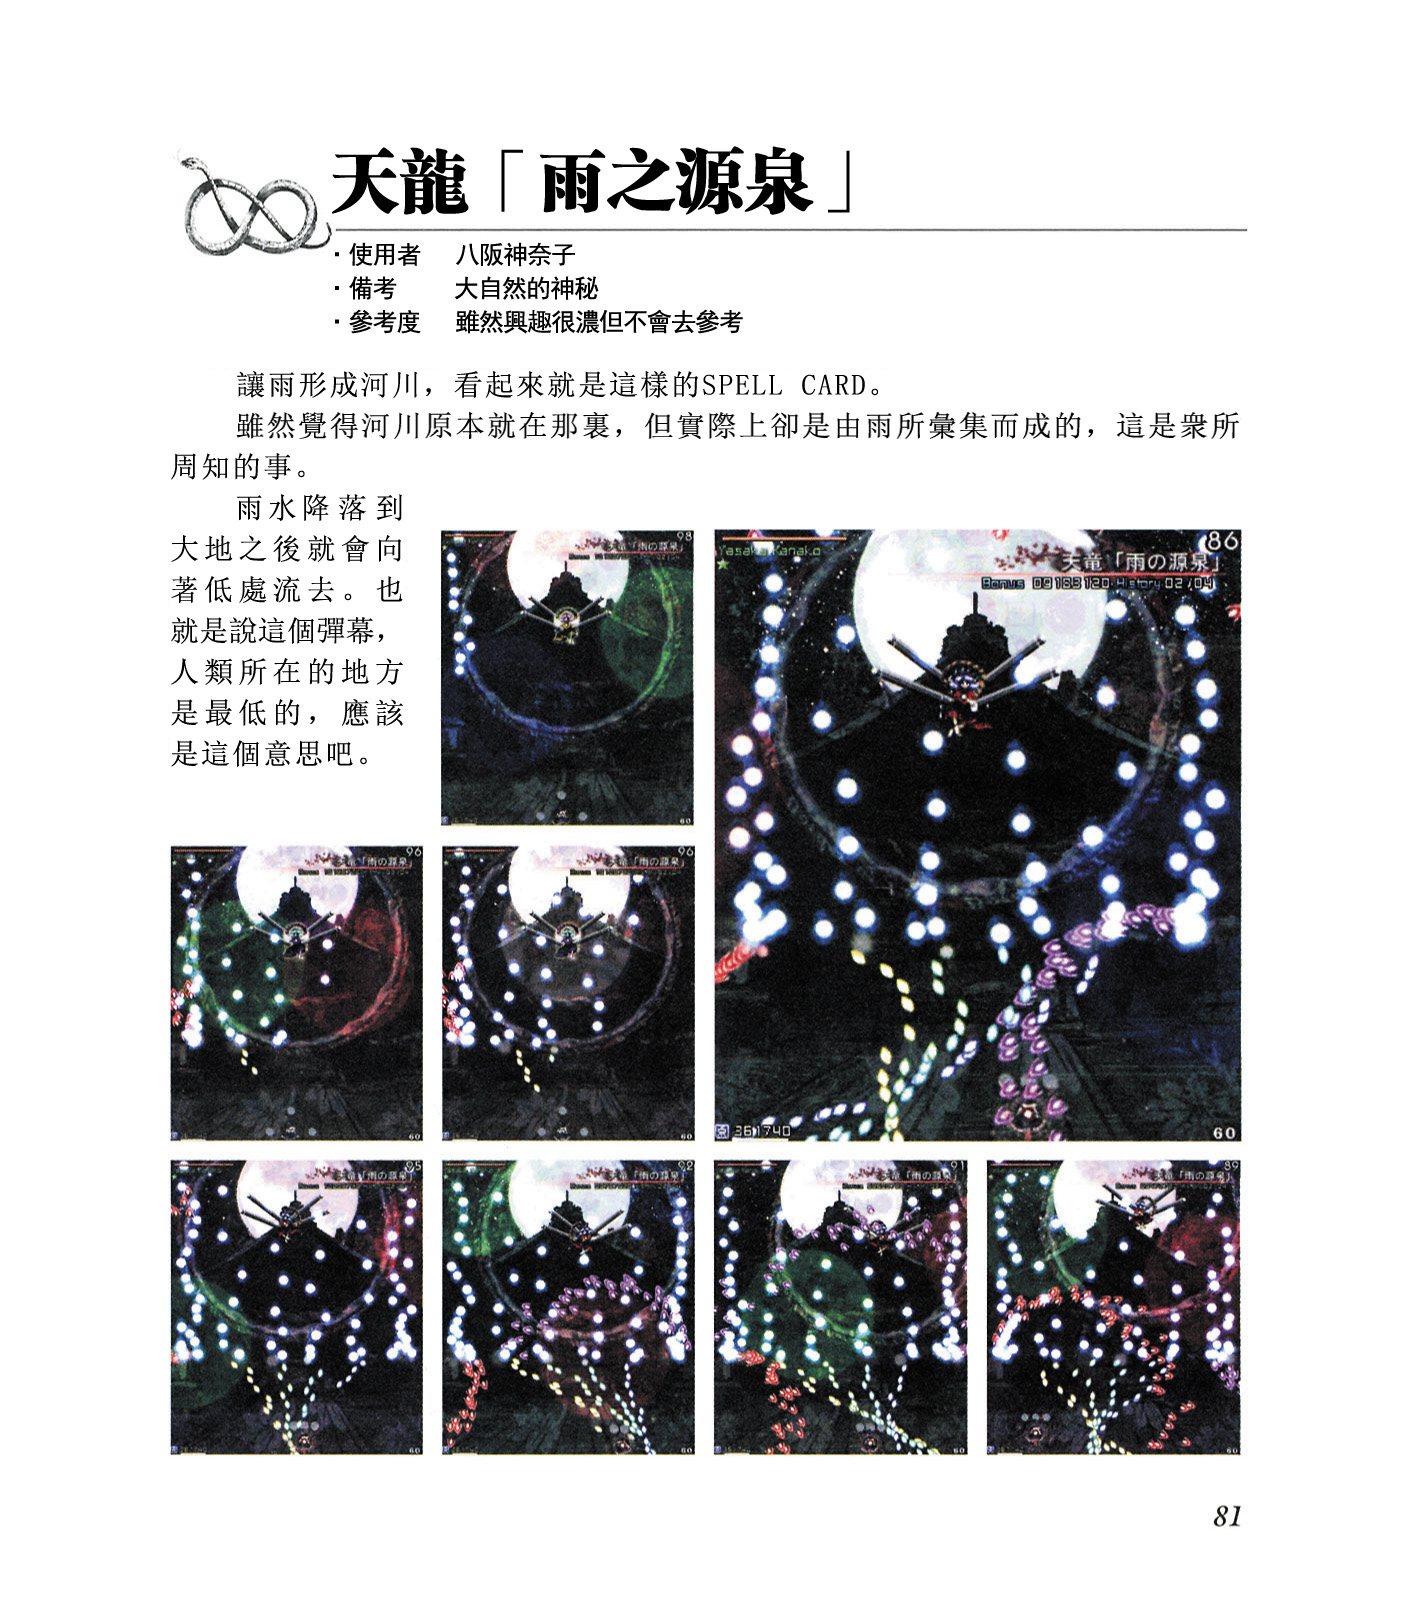 天龍「雨之源泉」
·使用者 八阪神奈子
·備考 大自然的神秘
·參考度 雖然興趣很濃但不會去參考
讓雨形成河川，看起來就是這樣的SPELL CARD。
雖然覺得河川原本就在那裏，但實際上卻是由雨所彙集而成的，這是衆所
周知的事。
雨水降落到
大地之後就會向
著低處流去。也
就是說這個彈幕，
人類所在的地方
是最低的，應該
是這個意思吧。
98
天竜「雨の源泉」
60
86
Yasaka Kanako
天竜「雨の源泉」
Bonus 09163120 History 02/04
361740
60
96
天竜「雨の源泉」
60
96
天竜「雨の源泉」
60
95
天竜「雨の源泉」
60
92
天竜「雨の源泉」
60
91
天竜「雨の源泉」
60
89
天竜「雨の源泉」
60
81